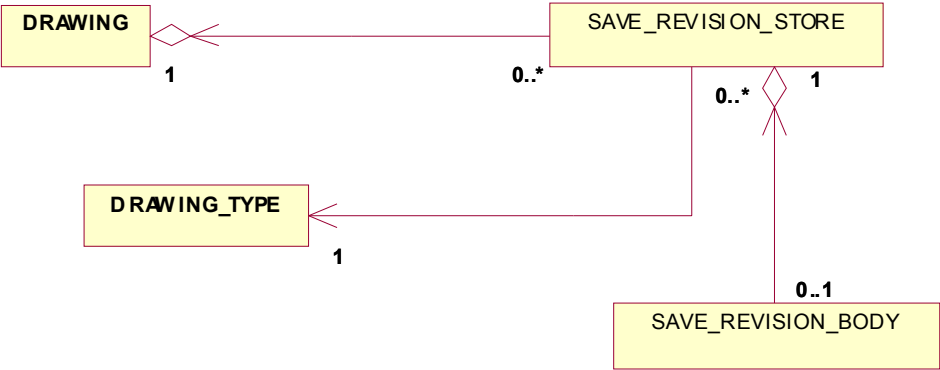 DRAWING
SAVE_REVISION_STORE
1
0..*
0..*
1
DRAWING_TYPE
1
0..1
SAVE_REVISION_BODY